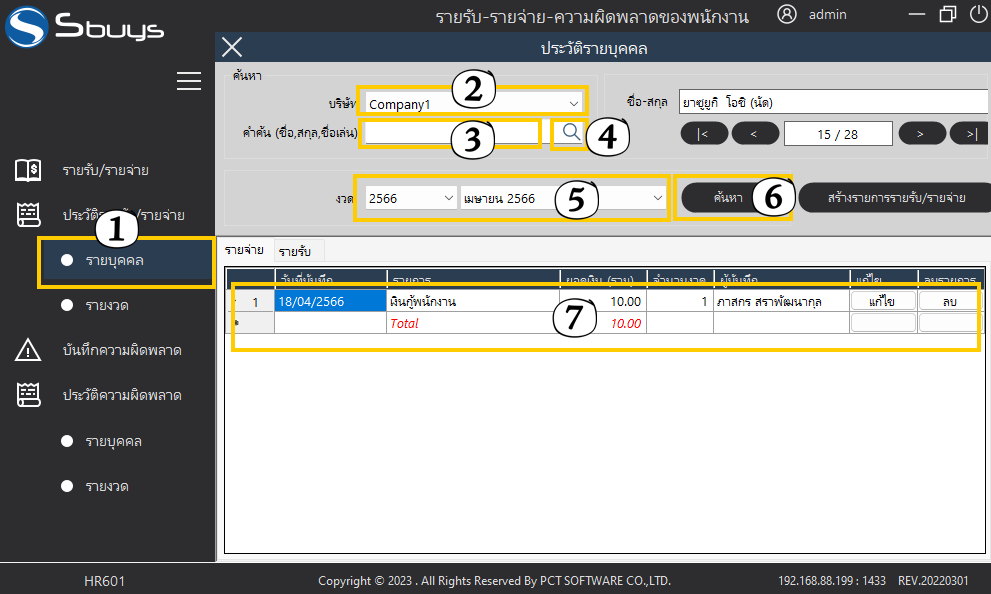 Sbuys
รายรับ-รายจ่าย-ความผิดพลาดของพนักงาน
admin
ประวัติรายบุคคล
ค้นหา
บริษัท
Company1
2
ชื่อ-สกุล
ยาซูยูกิ โอชิ (นัด)
คำค้น (ชื่อ,สกุล,ชื่อเล่น)
3
4
|<
<
15 / 28
>
>|
งวด
2566
เมษายน 2566
5
ค้นหา
6
สร้างรายการรายรับ/รายจ่าย
รายรับ/รายจ่าย
ประวัติรายรับ/รายจ่าย
1
รายบุคคล
รายงวด
บันทึกความผิดพลาด
ประวัติความผิดพลาด
รายบุคคล
รายงวด
รายจ่าย
รายรับ
วันที่บันทึก รายการ ยอดเงิน (รวม) จำนวนงวด ผู้บันทึก แก้ไข ลบรายการ
1 18/04/2566 เงินกู้พนักงาน 10.00 1 ภาสกร สราพัฒนากุล แก้ไข ลบ
7
Total 10.00
HR601
Copyright © 2023 . All Rights Reserved By PCT SOFTWARE CO.,LTD.
192.168.88.199 : 1433
REV.20220301